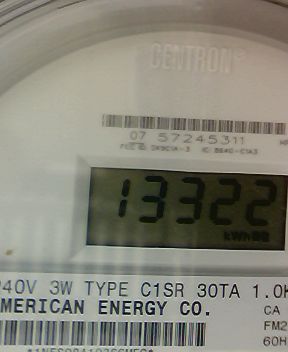 CENTRON®
07 57245311
13322
kWh
240V 3W TYPE C1SR 30TA 1.0K
AMERICAN ENERGY CO.
CA
FM2
60H